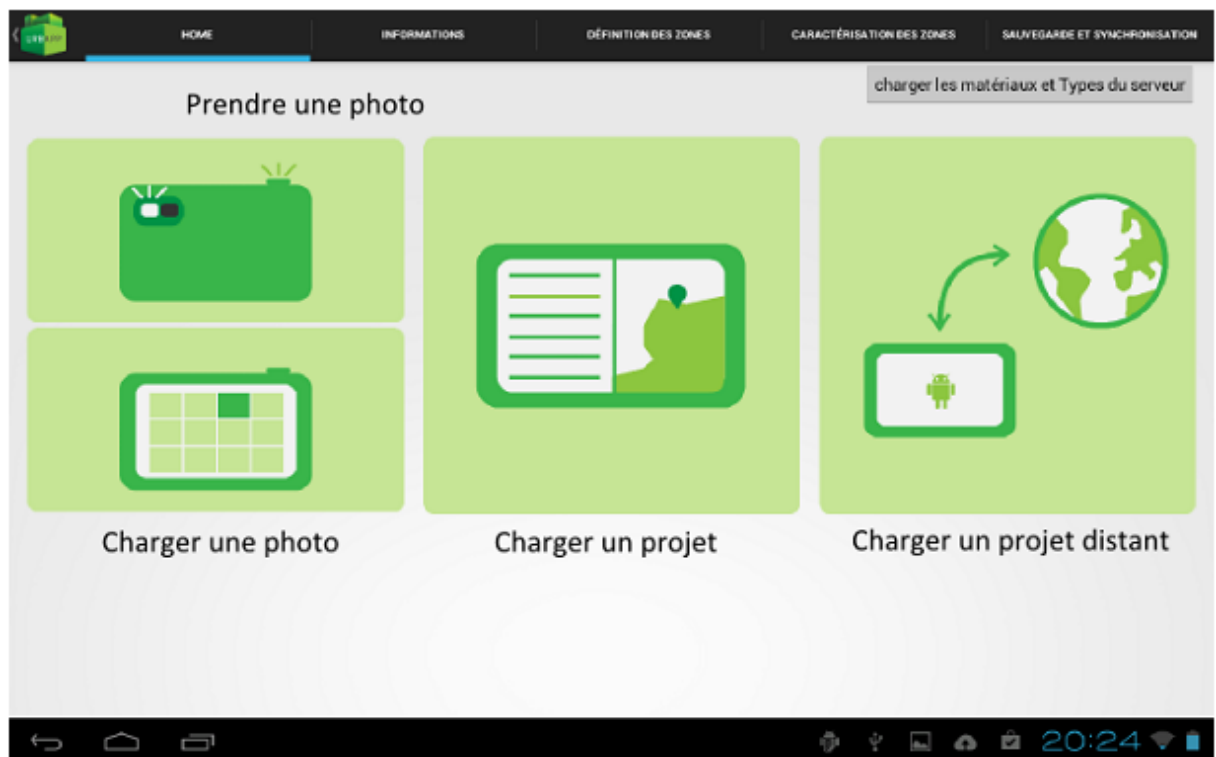 URBAPP
HOME INFORMATIONS DÉFINITION DES ZONES CARACTÉRISATION DES ZONES SAUVEGARDE ET SYNCHRONISATION
charger les matériaux et Types du serveur
Prendre une photo
Charger une photo Charger un projet Charger un projet distant
20:24